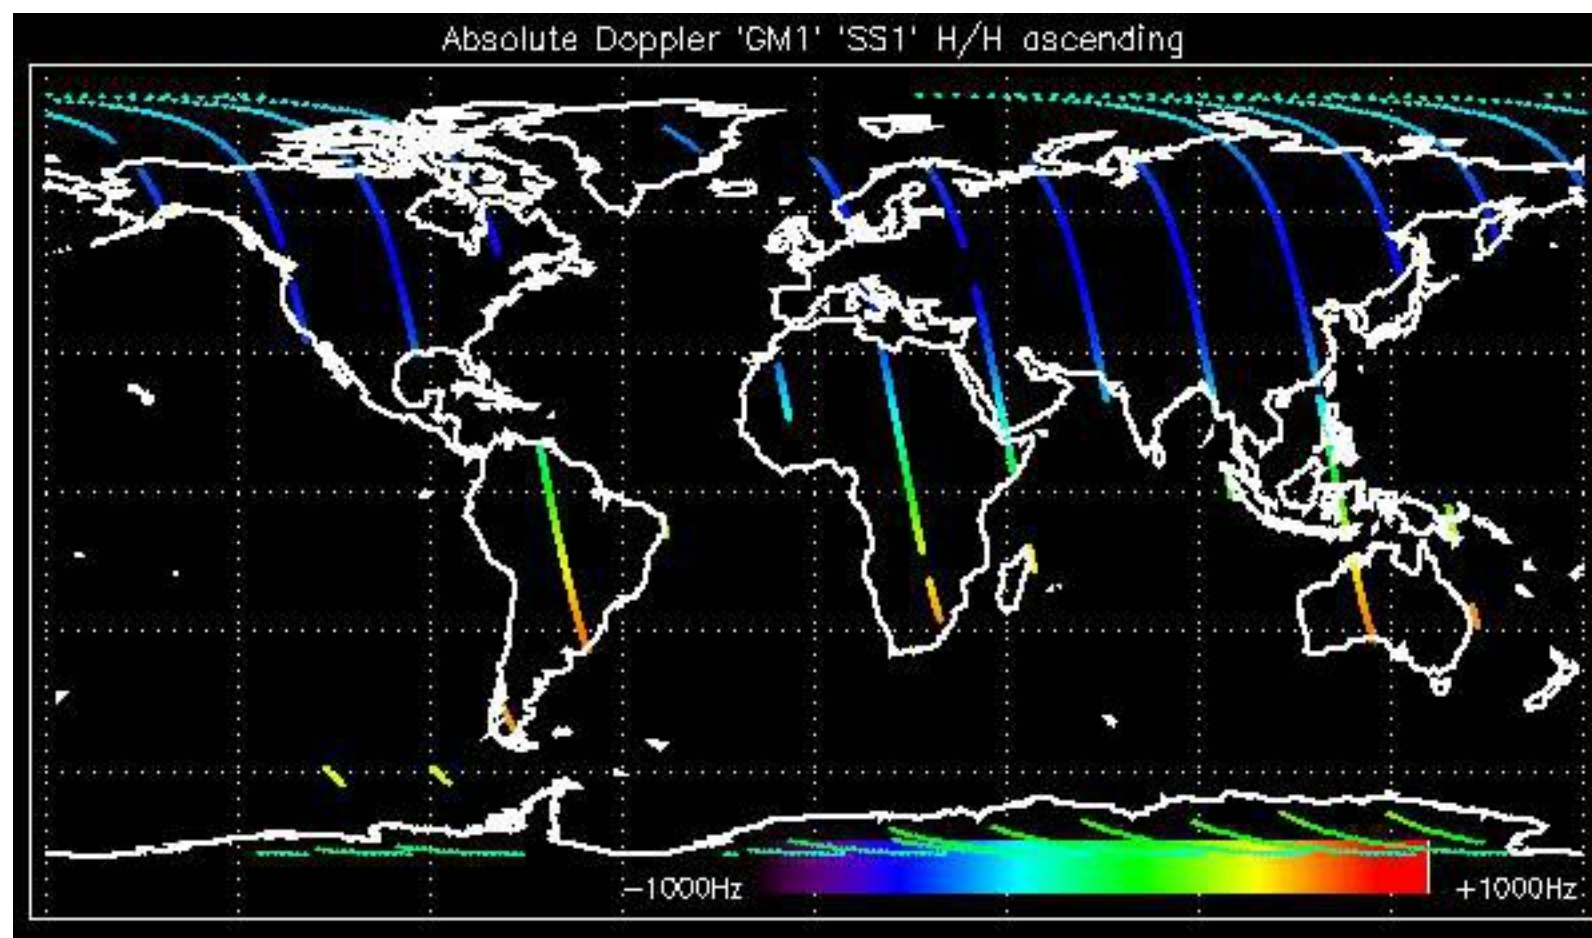 Absolute Doppler 'GM1' 'SS1' H/H ascending
-1000Hz
+1000Hz